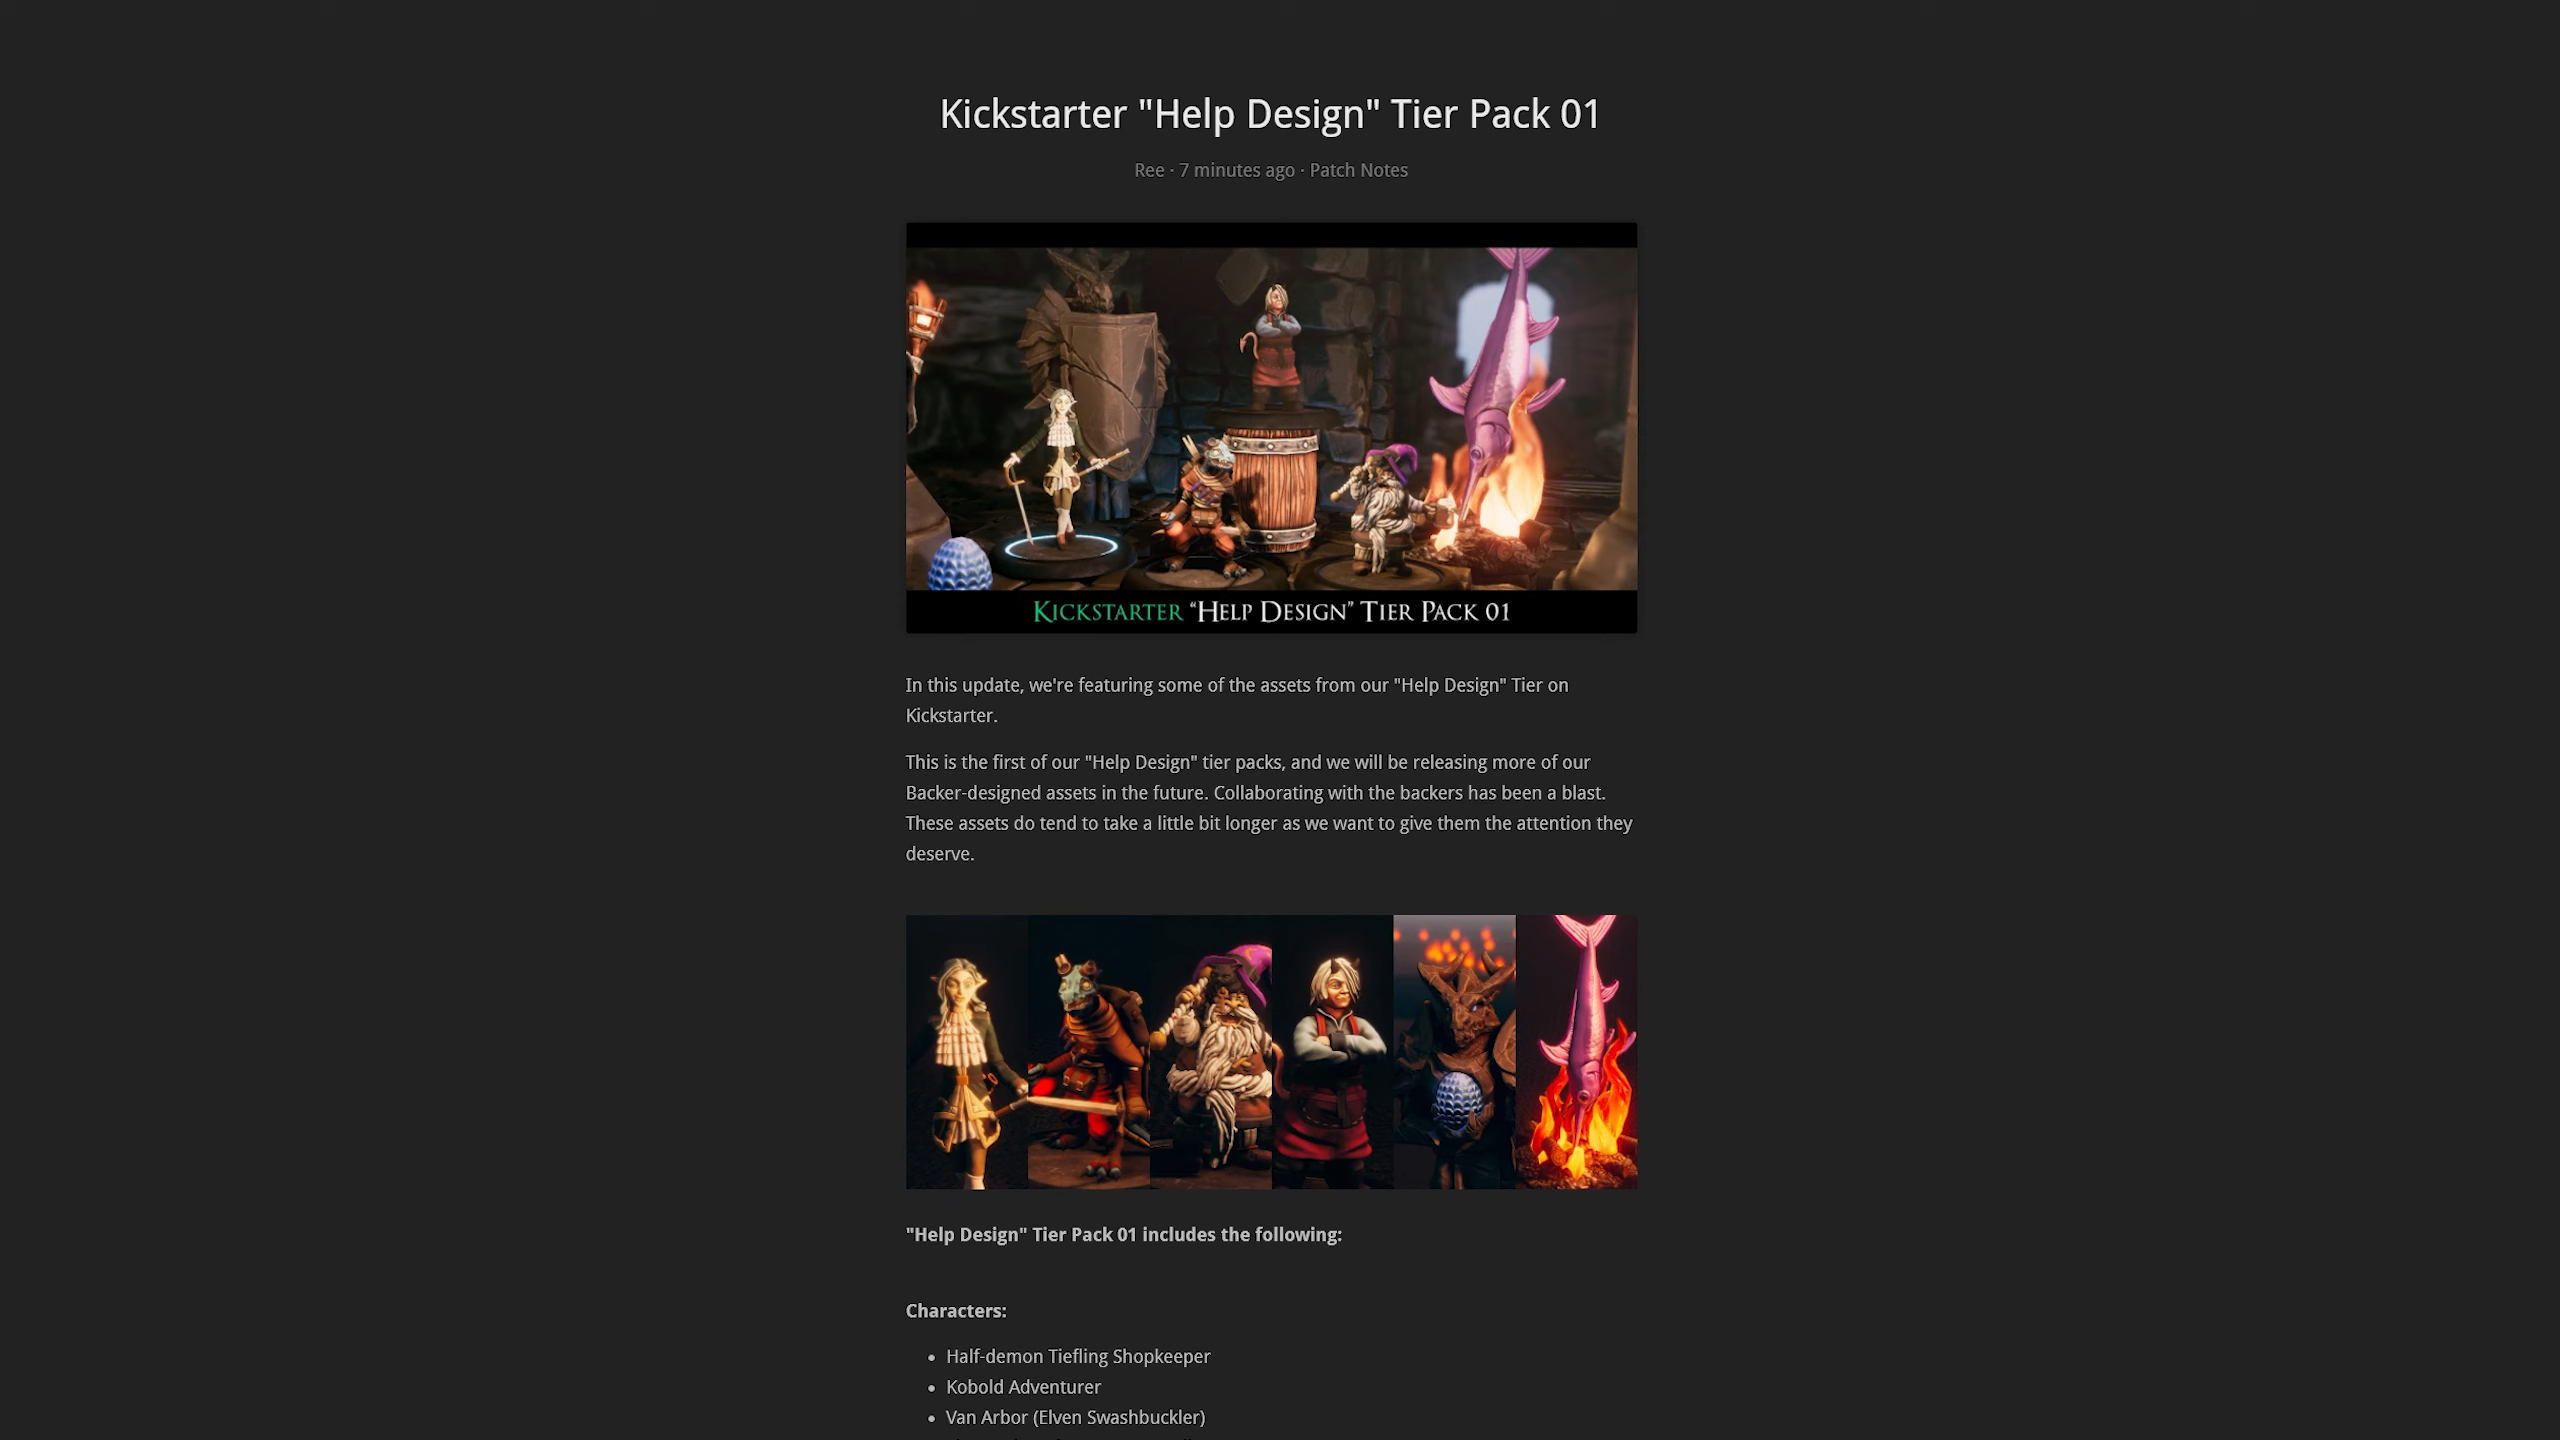 Kickstarter "Help Design" Tier Pack 01
Ree · 7 minutes ago · Patch Notes
Kickstarter “Help Design” Tier Pack 01
In this update, we're featuring some of the assets from our "Help Design" Tier on
Kickstarter.
This is the first of our "Help Design" tier packs, and we will be releasing more of our
Backer-designed assets in the future. Collaborating with the backers has been a blast.
These assets do tend to take a little bit longer as we want to give them the attention they
deserve.
"Help Design" Tier Pack 01 includes the following:
Characters:
• Half-demon Tiefling Shopkeeper
• Kobold Adventurer
• Van Arbor (Elven Swashbuckler)